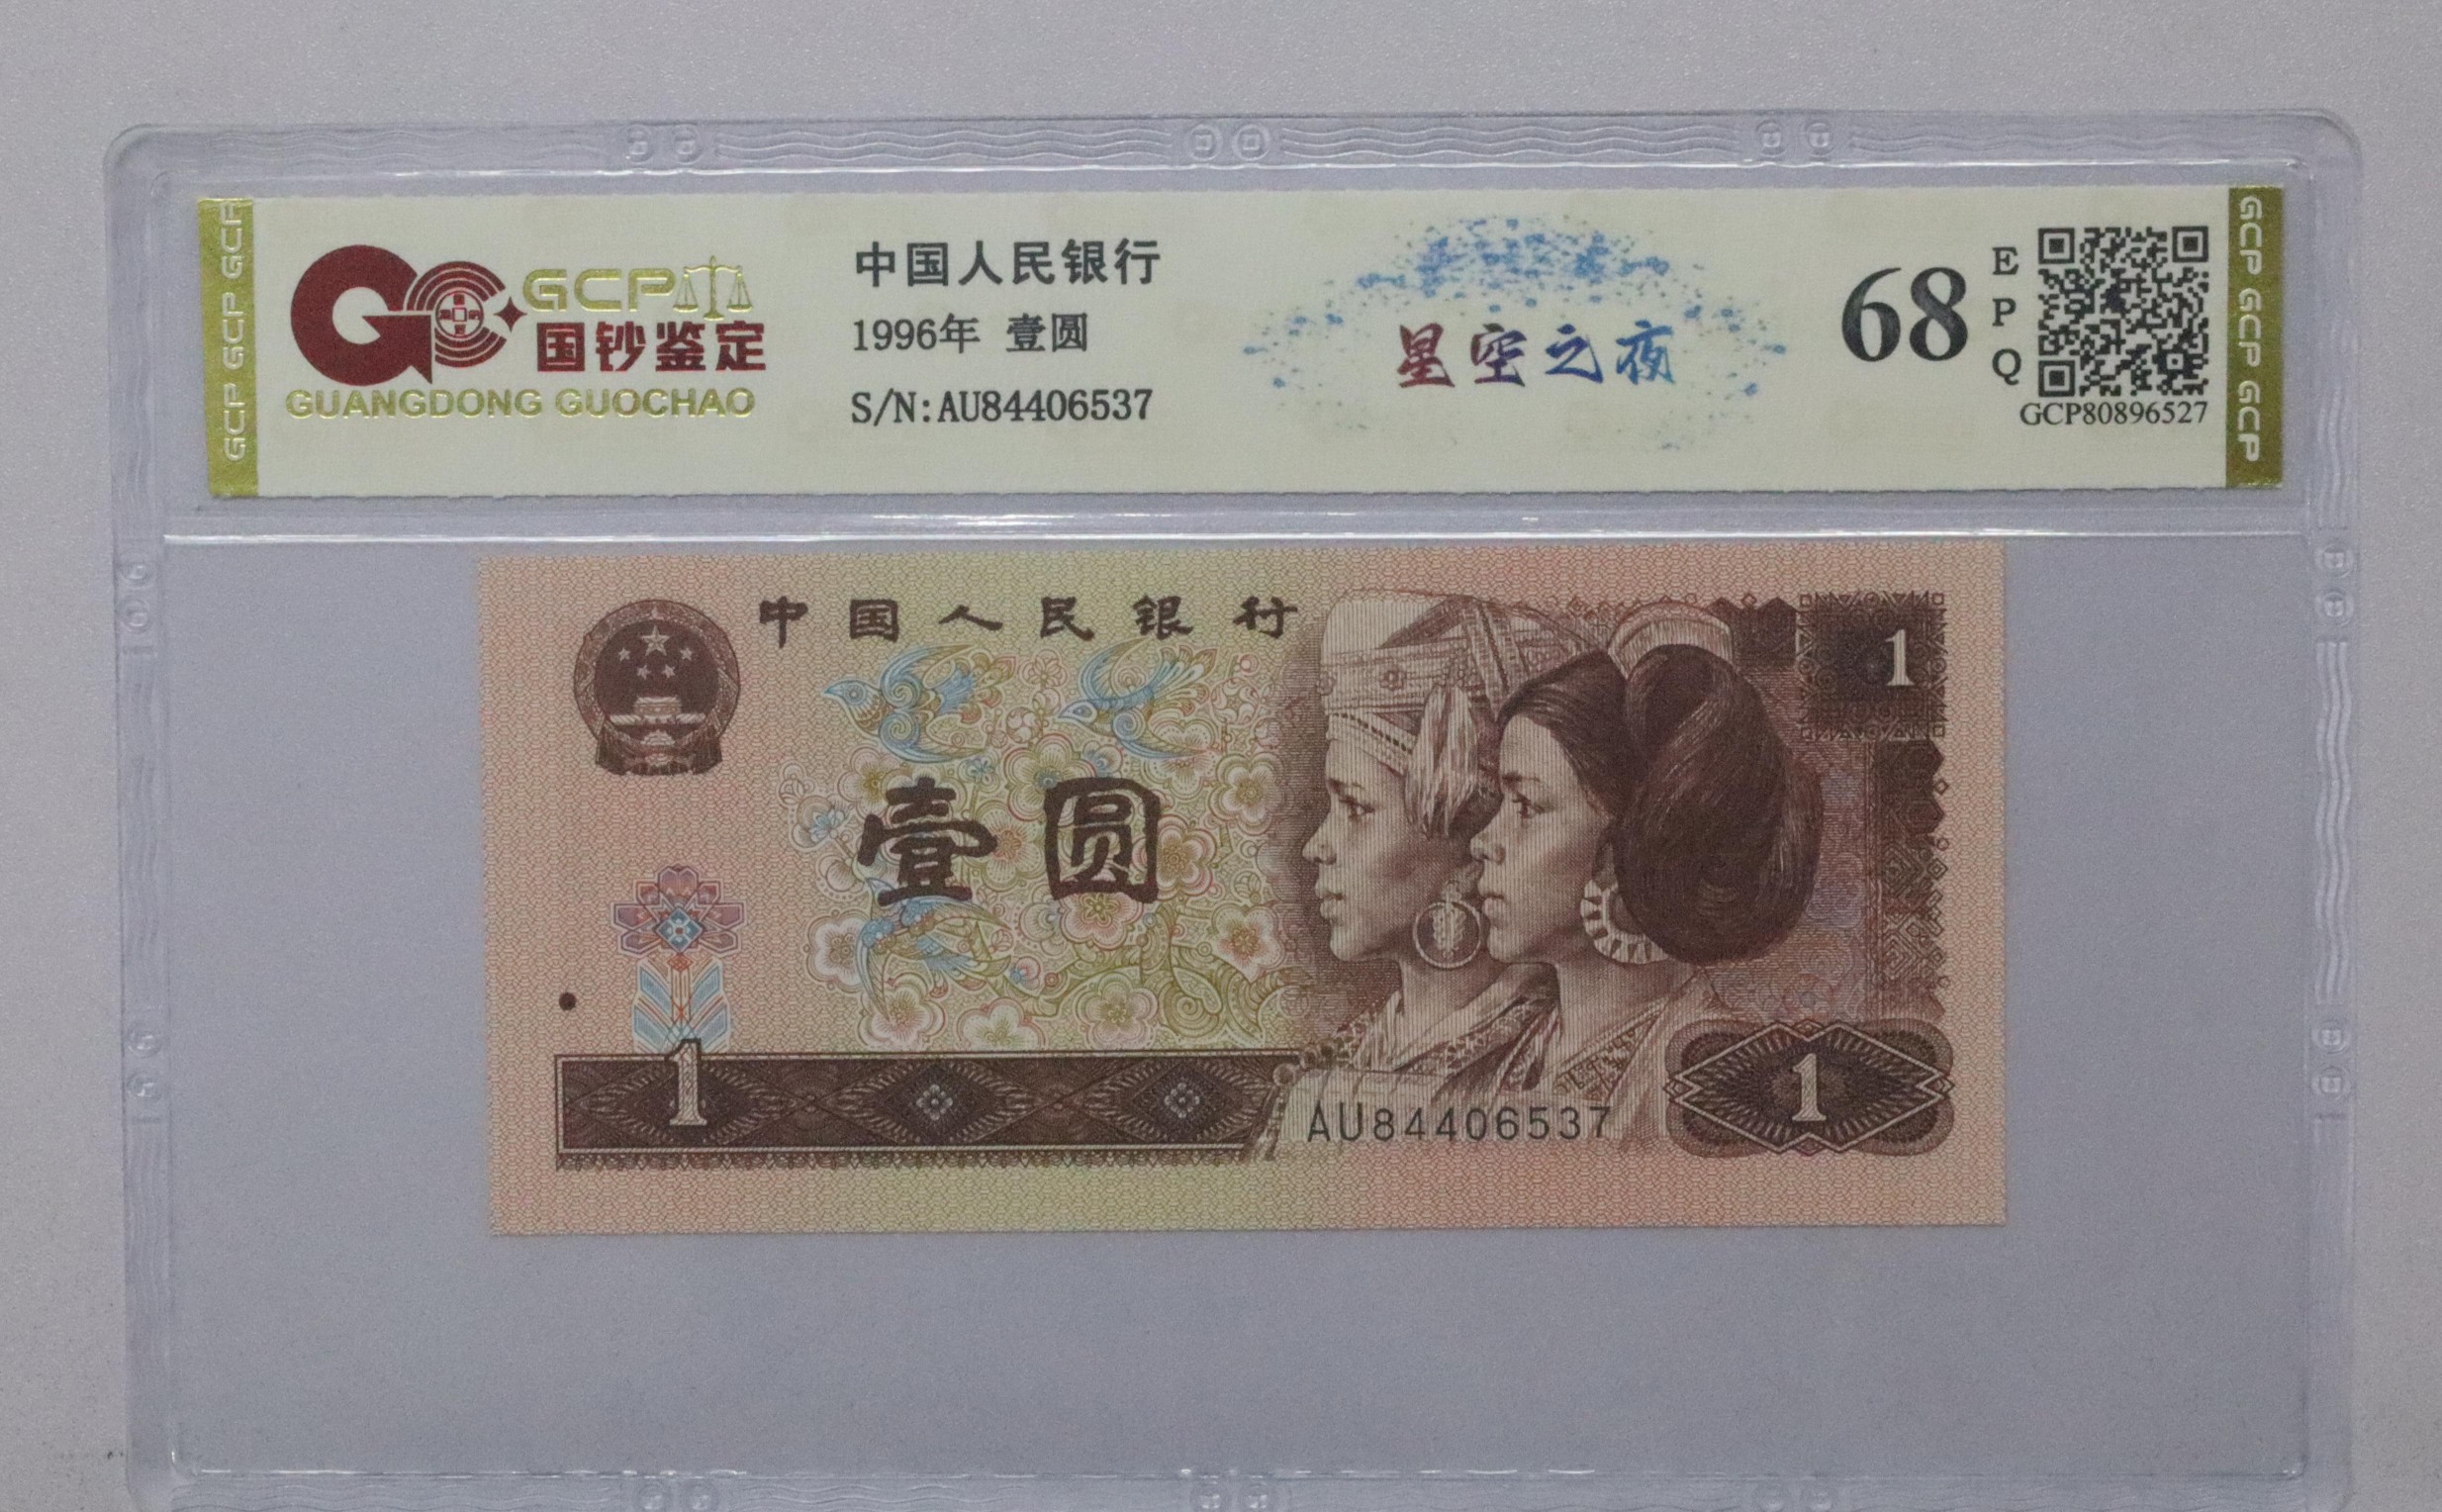 GCP GCP GCP
GCP
国钞鉴定
GUANGDONG GUOCHAO
中国人民银行
1996年 壹圆
S/N:AU84406537
星空之夜
68
E
P
Q
GCP80896527
GCP GCP GCP GCP
中国人民银行
1
壹圆
1
AU84406537
1